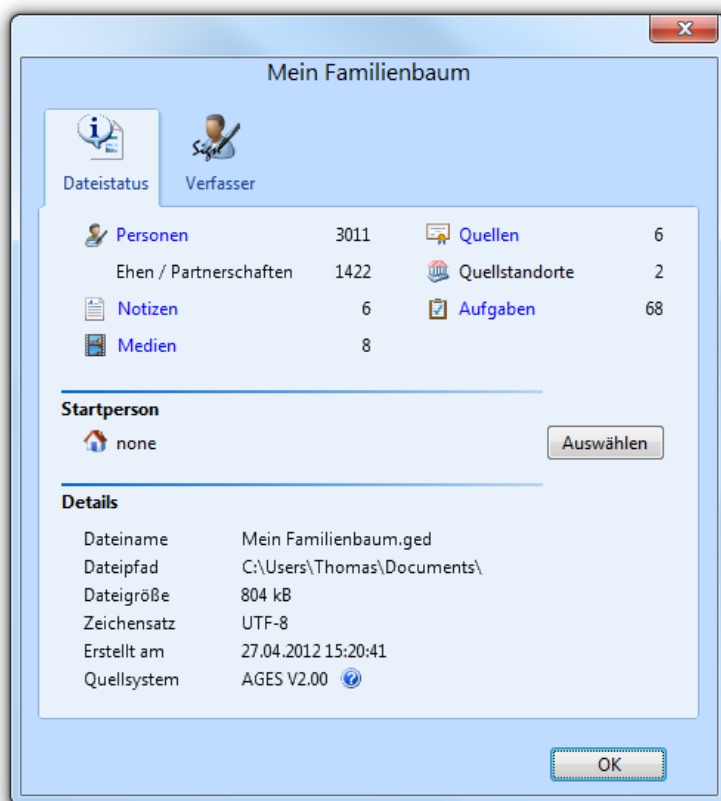 Mein Familienbaum
Sign
Dateistatus Verfasser
Personen 3011 Quellen 6
Ehen / Partnerschaften 1422 Quellstandorte 2
Notizen 6 Aufgaben 68
Medien 8
Startperson
none Auswählen
Details
Dateiname Mein Familienbaum.ged
Dateipfad C:\Users\Thomas\Documents\
Dateigröße 804 kB
Zeichensatz UTF-8
Erstellt am 27.04.2012 15:20:41
Quellsystem AGES V2.00
OK